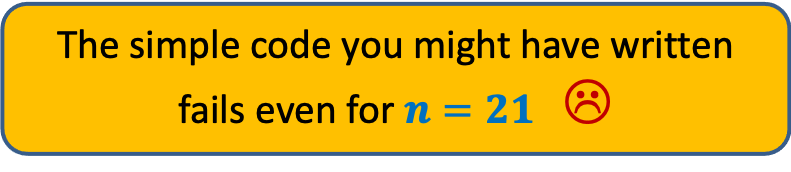 The simple code you might have written
fails even for n = 21 ☹